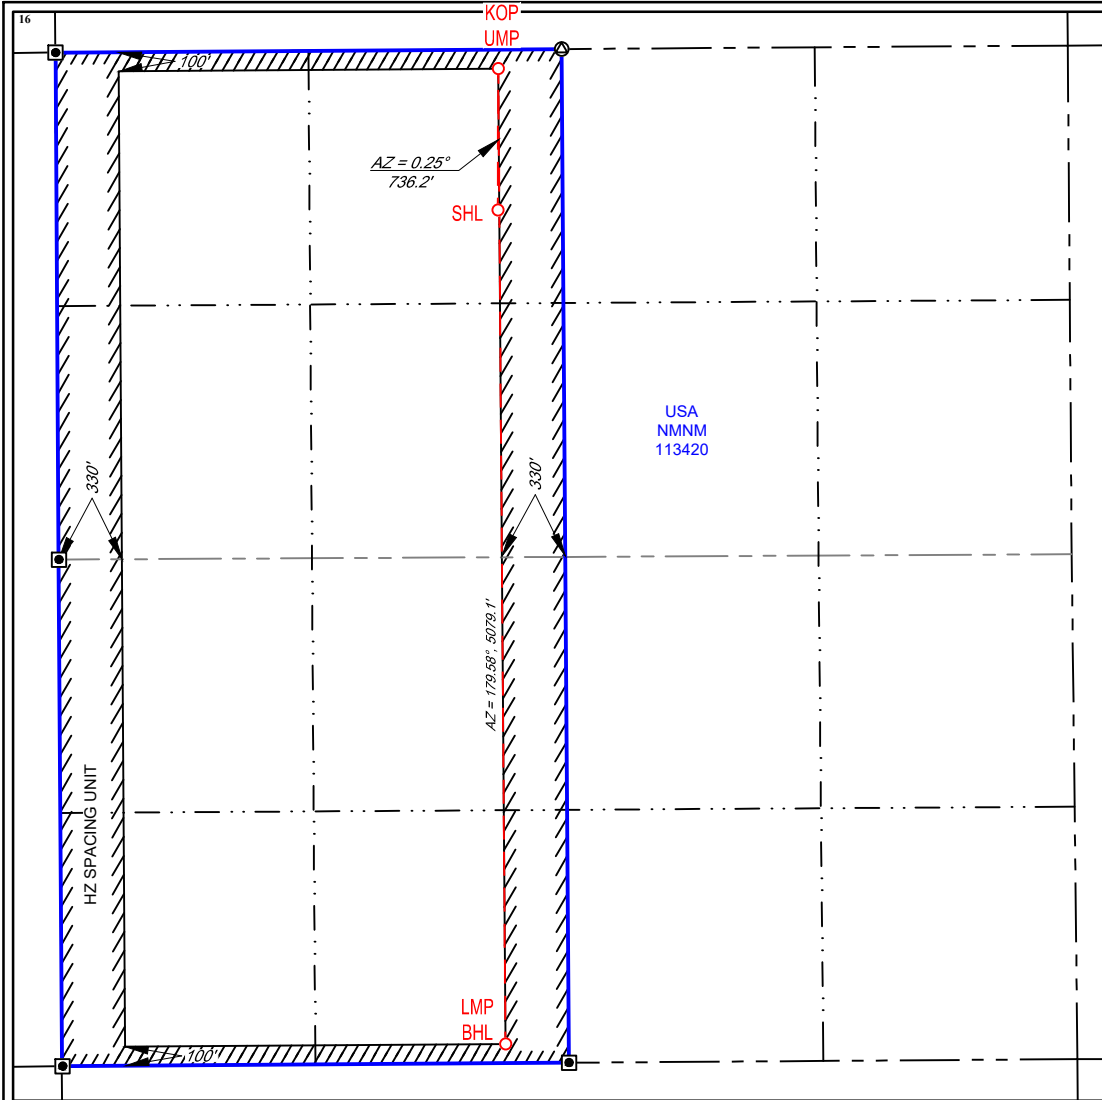 16
KOP
UMP
100'
AZ = 0.25°
736.2'
SHL
USA
NMNM
113420
330'
330'
AZ = 179.58°, 5079.1'
HZ SPACING UNIT
LMP
BHL
100'